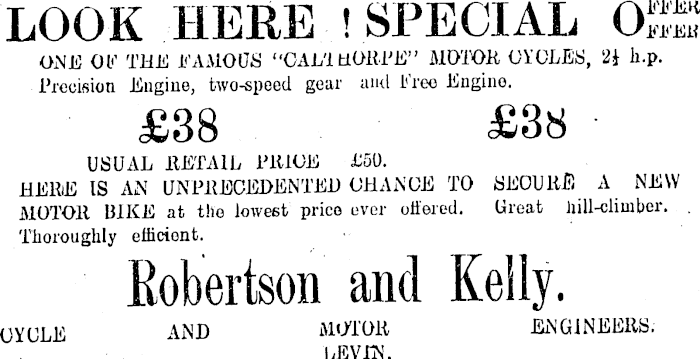 LOOK HERE ! SPECIAL OFFER OFFER
ONE OF THE FAMOUS "CALTHORPE" MOTOR CYCLES, 2½ h.p.
Precision Engine, two-speed gear and Free Engine.
£38 £38
USUAL RETAIL PRICE £50.
HERE IS AN UNPRECEDENTED CHANCE TO SECURE A NEW
MOTOR BIKE at the lowest price ever offered. Great hill-climber.
Thoroughly efficient.
Robertson and Kelly.
CYCLE AND MOTOR ENGINEERS.
LEVIN.